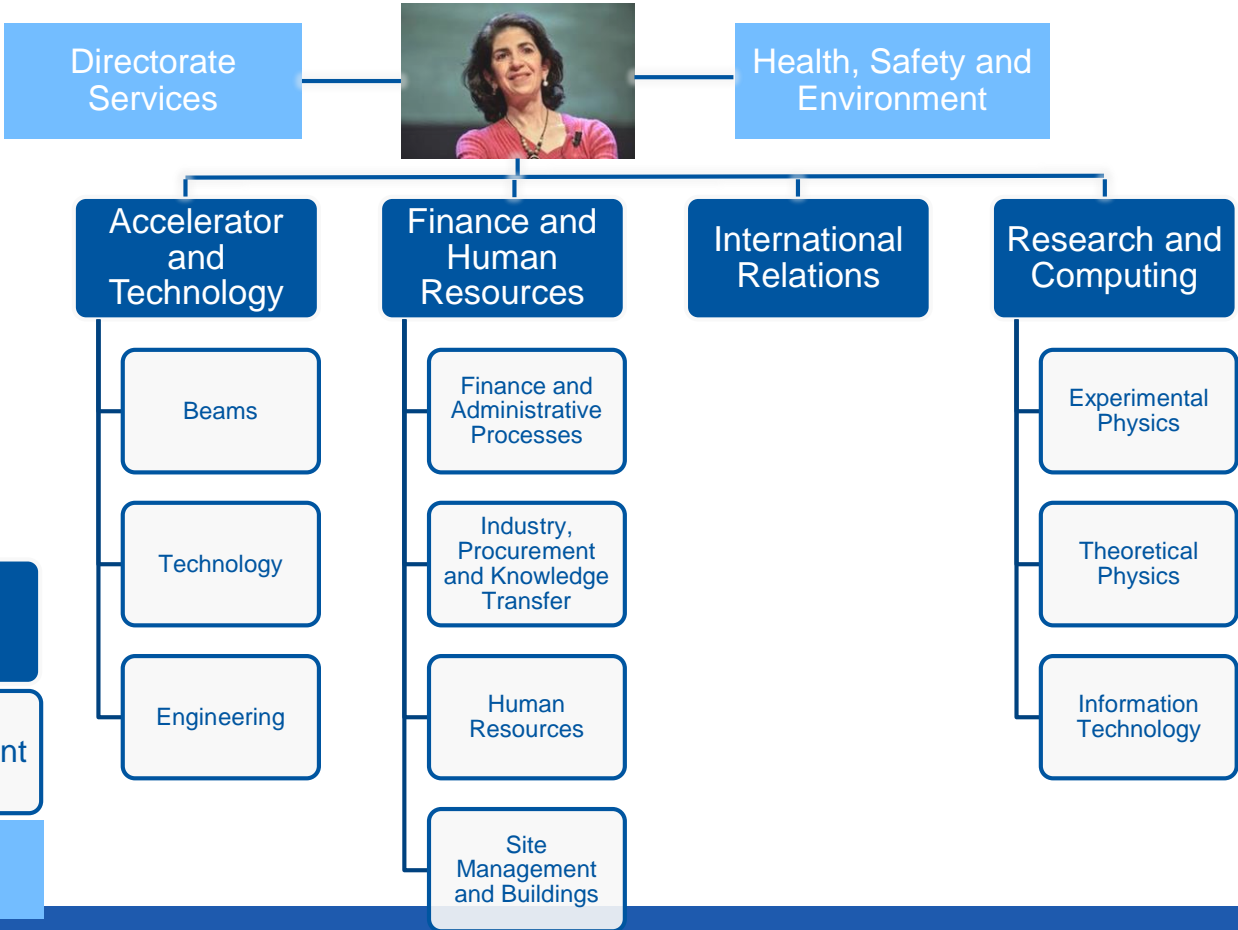 Directorate
Services
Health, Safety and
Environment
Accelerator
and
Technology
Finance and
Human
Resources
International
Relations
Research and
Computing
Beams
Technology
Engineering
Finance and
Administrative
Processes
Industry,
Procurement
and Knowledge
Transfer
Human
Resources
Site
Management
and Buildings
Experimental
Physics
Theoretical
Physics
Information
Technology
nt